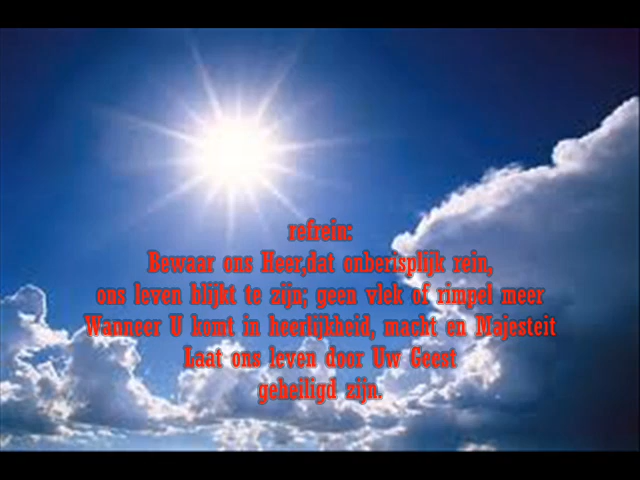 refrein:
Bewaar ons Heer,dat onberisplijk rein,
ons leven blijkt te zijn; geen vlek of rimpel meer
Wanneer U komt in heerlijkheid, macht en Majesteit
Laat ons leven door Uw Geest
geheiligd zijn.